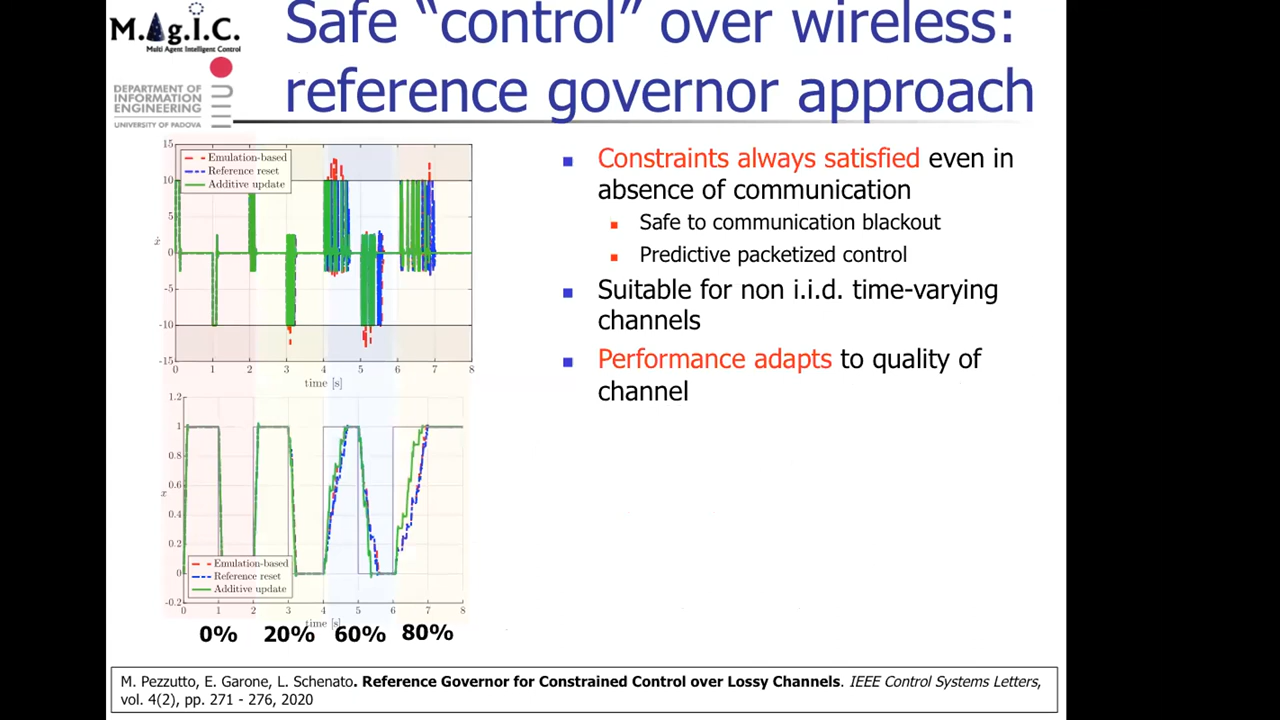 M.A.g.I.C.
Multi Agent Intelligent Control
DEPARTMENT OF
INFORMATION
ENGINEERING
UNIVERSITY OF PADOVA
Safe “control” over wireless:
reference governor approach
15
10
5
0
-5
-10
-15
Emulation-based
Reference reset
Additive update
0 1 2 3 4 5 6 7 8
time [s]
1.2
1
0.8
0.6
0.4
0.2
0
-0.2
x
Emulation-based
Reference reset
Additive update
0 1 2 3 4 5 6 7 8
time [s]
0% 20% 60% 80%
Constraints always satisfied even in
absence of communication
Safe to communication blackout
Predictive packetized control
Suitable for non i.i.d. time-varying
channels
Performance adapts to quality of
channel
M. Pezzutto, E. Garone, L. Schenato. Reference Governor for Constrained Control over Lossy Channels. IEEE Control Systems Letters,
vol. 4(2), pp. 271 - 276, 2020